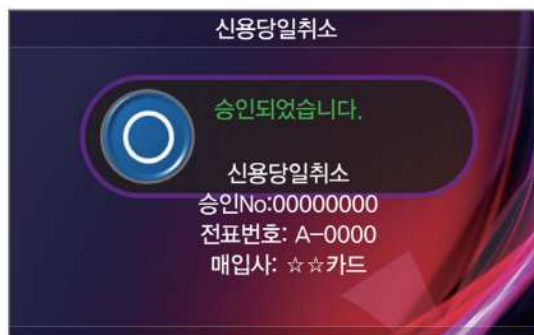 신용당일취소
승인되었습니다.
신용당일취소
승인No:00000000
전표번호: A-0000
매입사: ☆☆카드